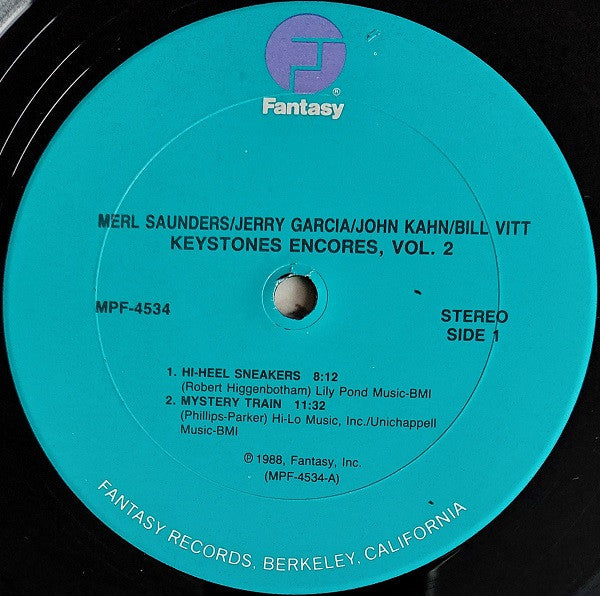 Fantasy®
MERL SAUNDERS/JERRY GARCIA/JOHN KAHN/BILL VITT
KEYSTONES ENCORES, VOL. 2
MPF-4534
STEREO
SIDE 1
1. HI-HEEL SNEAKERS 8:12
(Robert Higgenbotham) Lily Pond Music-BMI
2. MYSTERY TRAIN 11:32
(Phillips-Parker) Hi-Lo Music, Inc./Unichappell
Music-BMI
℗ 1988, Fantasy, Inc.
(MPF-4534-A)
FANTASY RECORDS, BERKELEY, CALIFORNIA